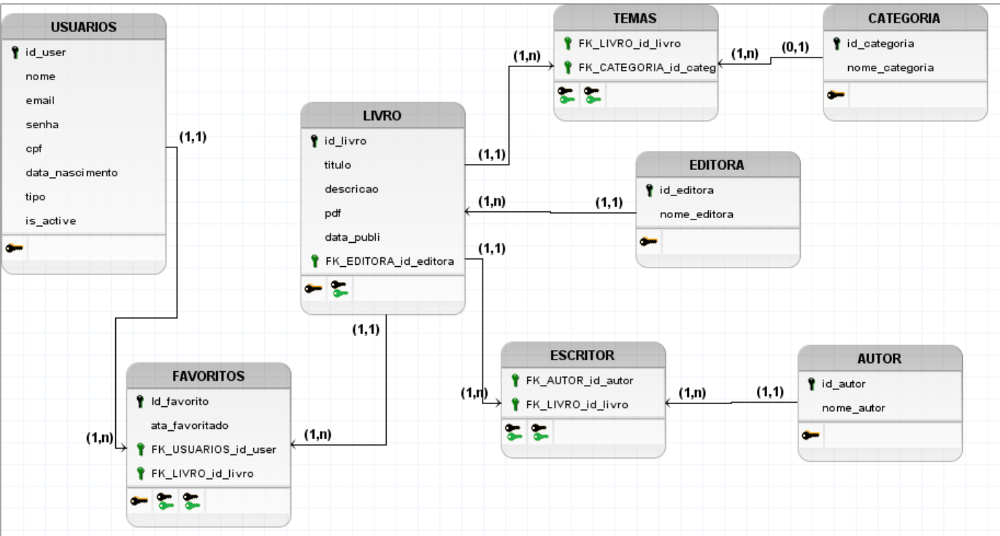 USUARIOS
id_user
nome
email
senha
cpf
data_nascimento
tipo
is_active
(1,1)
(1,n)
FAVORITOS
Id_favorito
ata_favoritado
FK_USUARIOS_id_user
FK_LIVRO_id_livro
(1,n)
(1,1)
LIVRO
id_livro
titulo
descricao
pdf
data_publi
FK_EDITORA_id_editora
(1,1)
(1,n)
TEMAS
FK_LIVRO_id_livro
FK_CATEGORIA_id_categ
(1,n)
(0,1)
CATEGORIA
id_categoria
nome_categoria
(1,n)
(1,1)
EDITORA
id_editora
nome_editora
(1,1)
(1,n)
ESCRITOR
FK_AUTOR_id_autor
FK_LIVRO_id_livro
(1,n)
(1,1)
AUTOR
id_autor
nome_autor